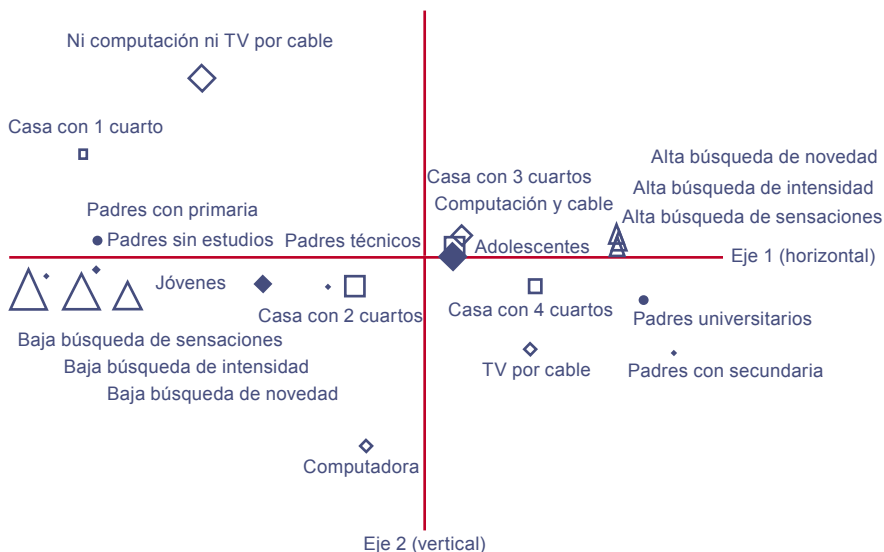 Ni computación ni TV por cable
Casa con 1 cuarto
Alta búsqueda de novedad
Casa con 3 cuartos
Alta búsqueda de intensidad
Computación y cable
Padres con primaria
Alta búsqueda de sensaciones
Padres sin estudios
Padres técnicos
Adolescentes
Eje 1 (horizontal)
Jóvenes
Casa con 2 cuartos
Casa con 4 cuartos
Padres universitarios
Baja búsqueda de sensaciones
Baja búsqueda de intensidad
TV por cable
Padres con secundaria
Baja búsqueda de novedad
Computadora
Eje 2 (vertical)